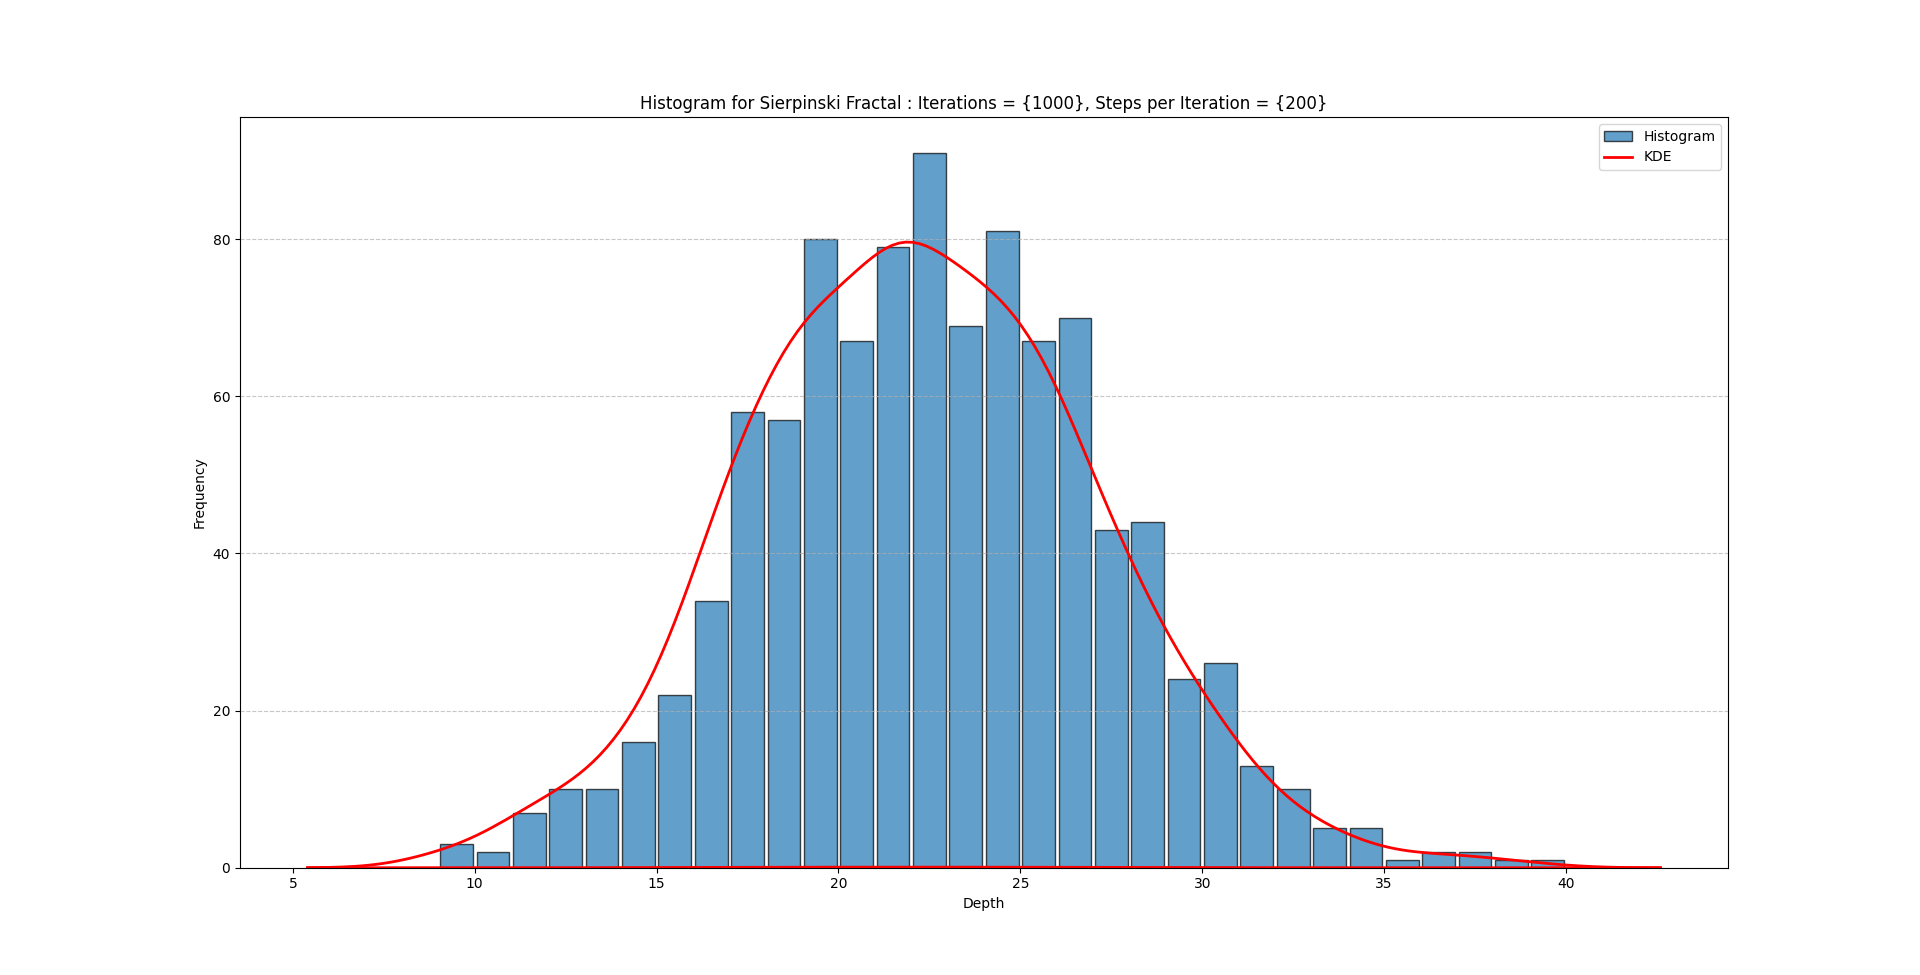 Histogram for Sierpinski Fractal : Iterations = {1000}, Steps per Iteration = {200}
Histogram
KDE
80
60
40
20
0
Frequency
5 10 15 20 25 30 35 40
Depth